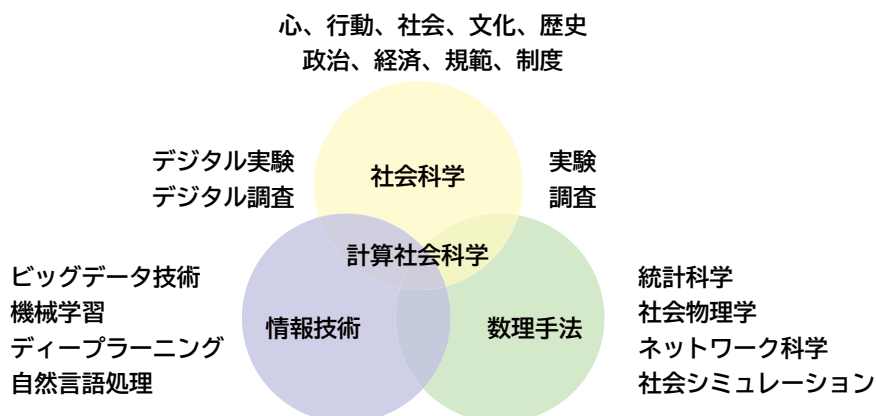 心、行動、社会、文化、歴史
政治、経済、規範、制度
デジタル実験
デジタル調査
社会科学
実験
調査
計算社会科学
ビッグデータ技術
機械学習
ディープラーニング
自然言語処理
情報技術
数理手法
統計科学
社会物理学
ネットワーク科学
社会シミュレーション